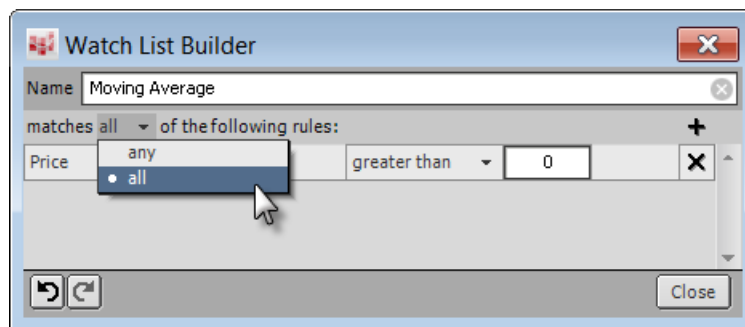 Watch List Builder
Name Moving Average
matches all of the following rules:
Price greater than 0
any
all
Close